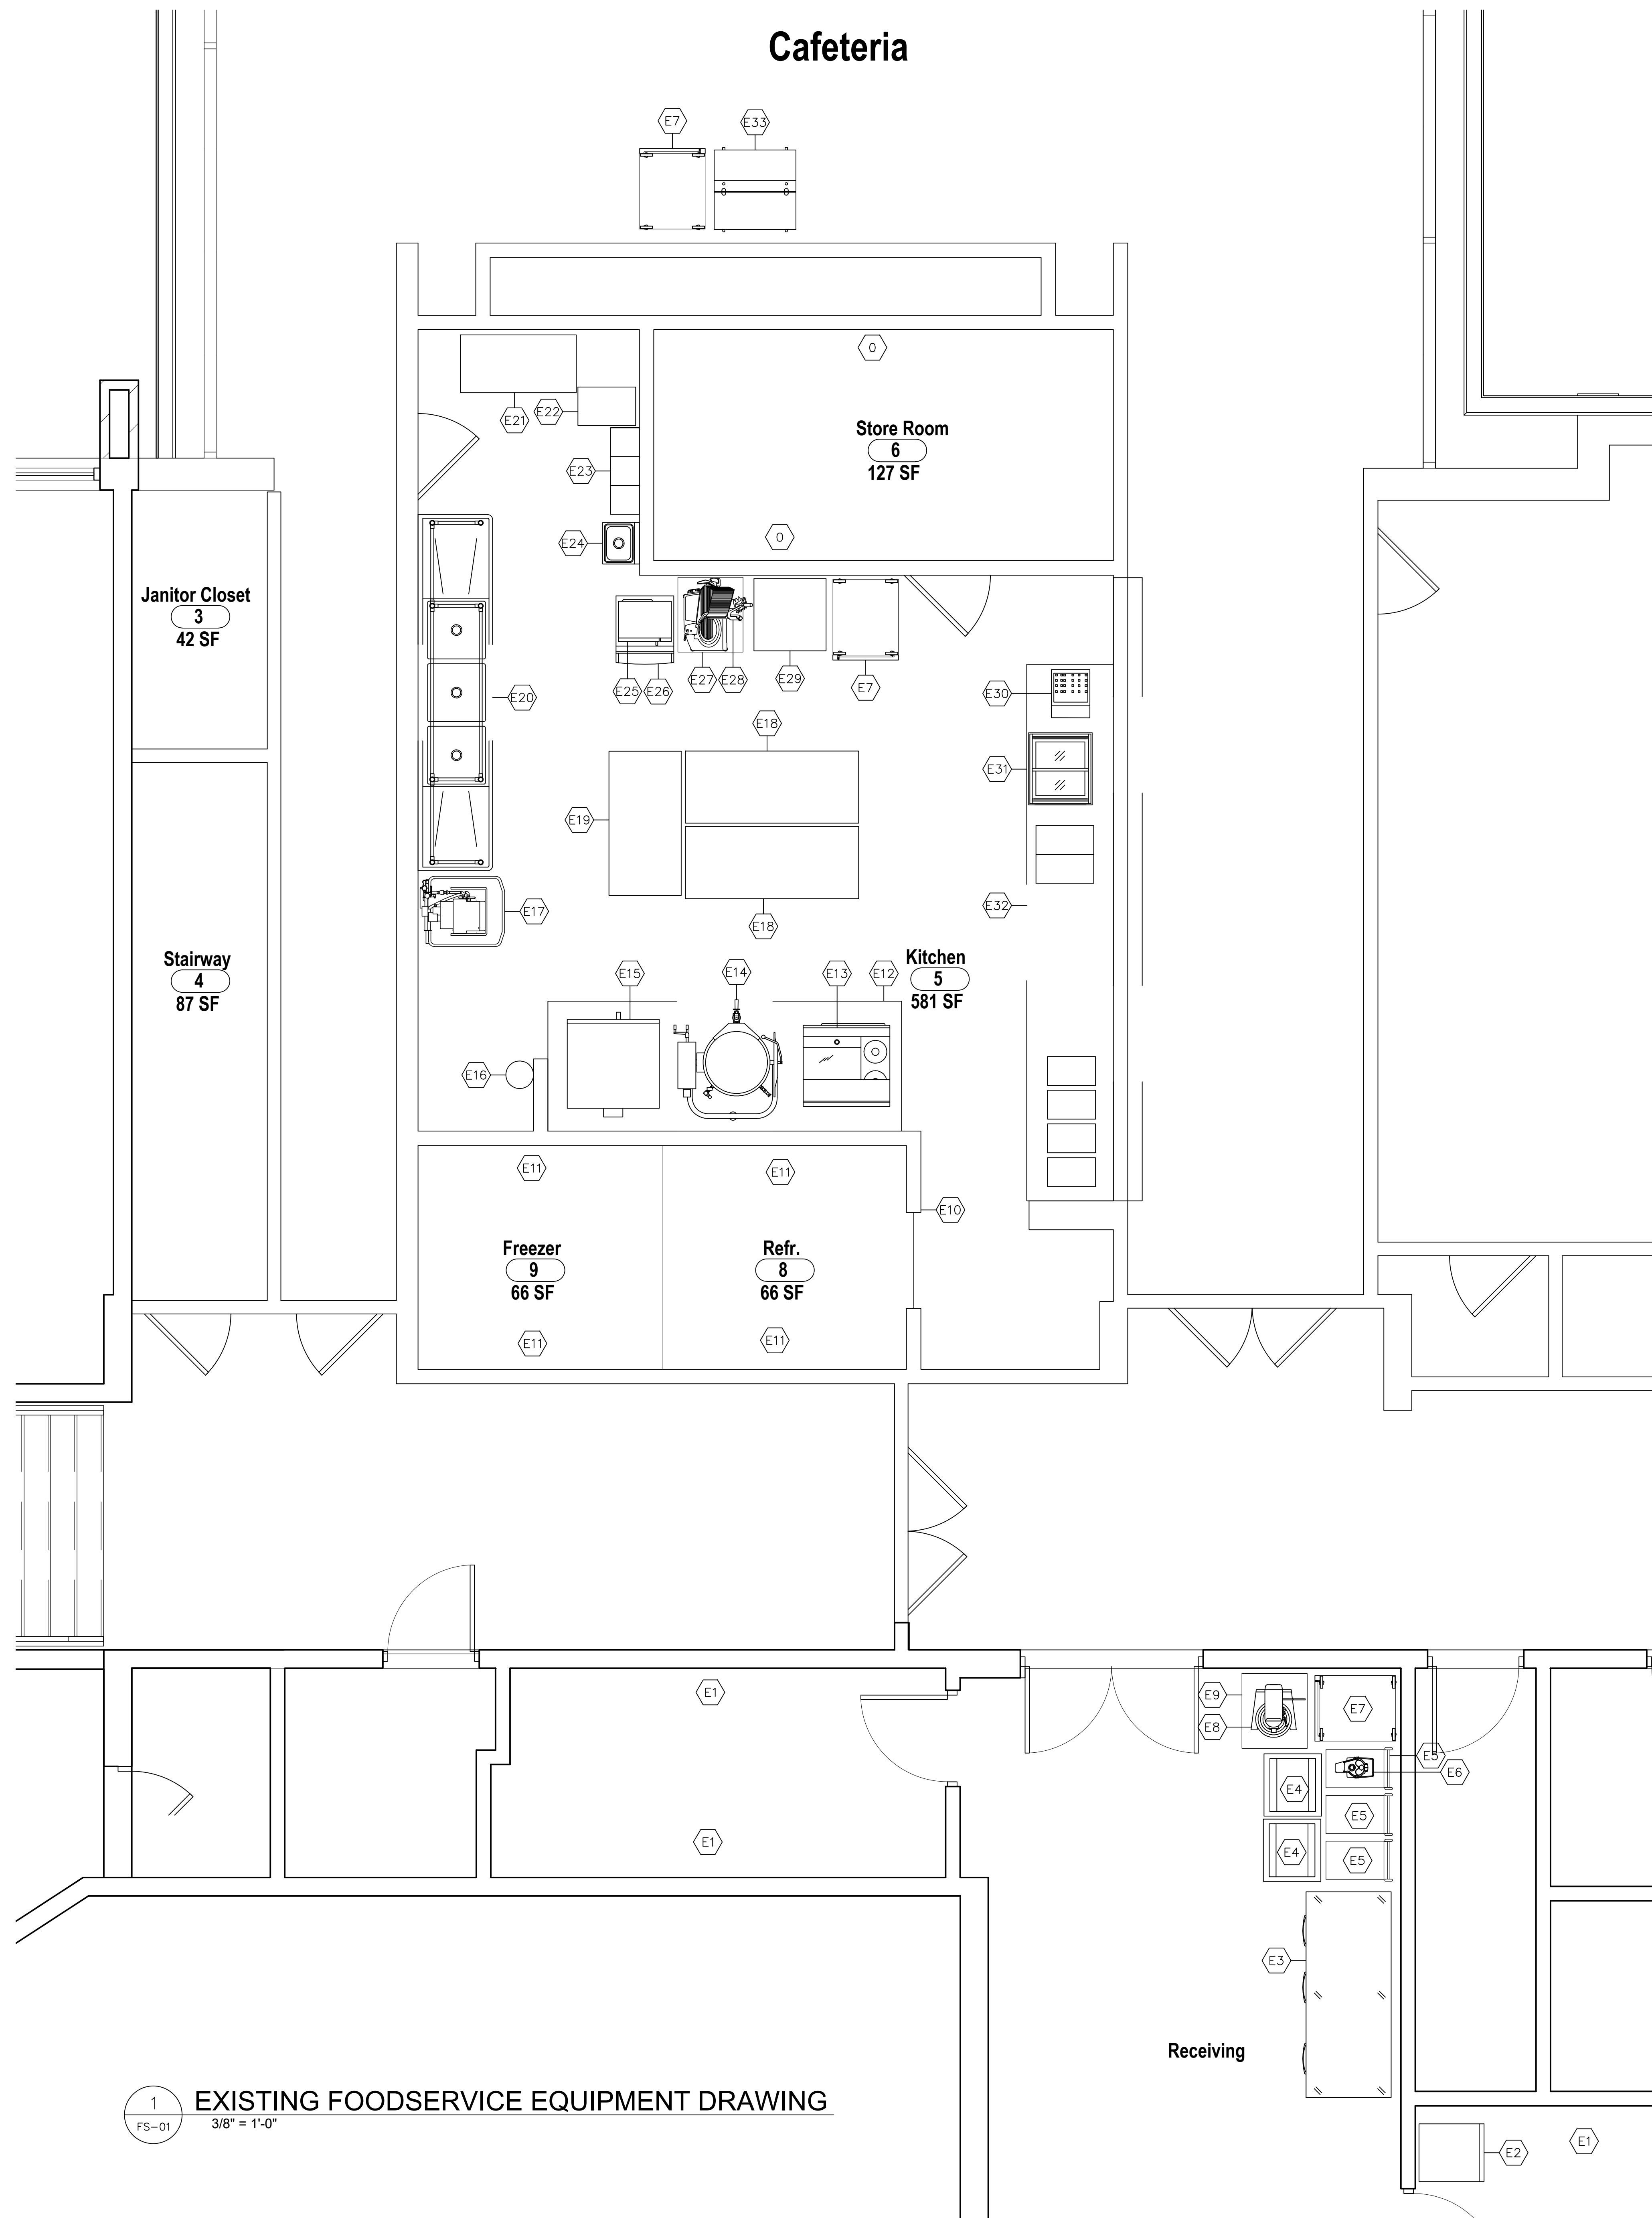 Cafeteria
E7
E33
0
E21
E22
Store Room
6
127 SF
E23
0
E24
Janitor Closet
3
42 SF
E25
E26
E27
E28
E29
E7
E30
E20
E18
E31
E19
E32
E17
E18
Stairway
4
87 SF
Kitchen
5
581 SF
E15
E14
E13
E12
E16
E11
E11
E10
Freezer
9
66 SF
Refr.
8
66 SF
E11
E11
E1
E9
E7
E8
E5
E6
E4
E5
E1
E4
E5
E3
Receiving
1
FS-01
EXISTING FOODSERVICE EQUIPMENT DRAWING
3/8" = 1'-0"
E2
E1